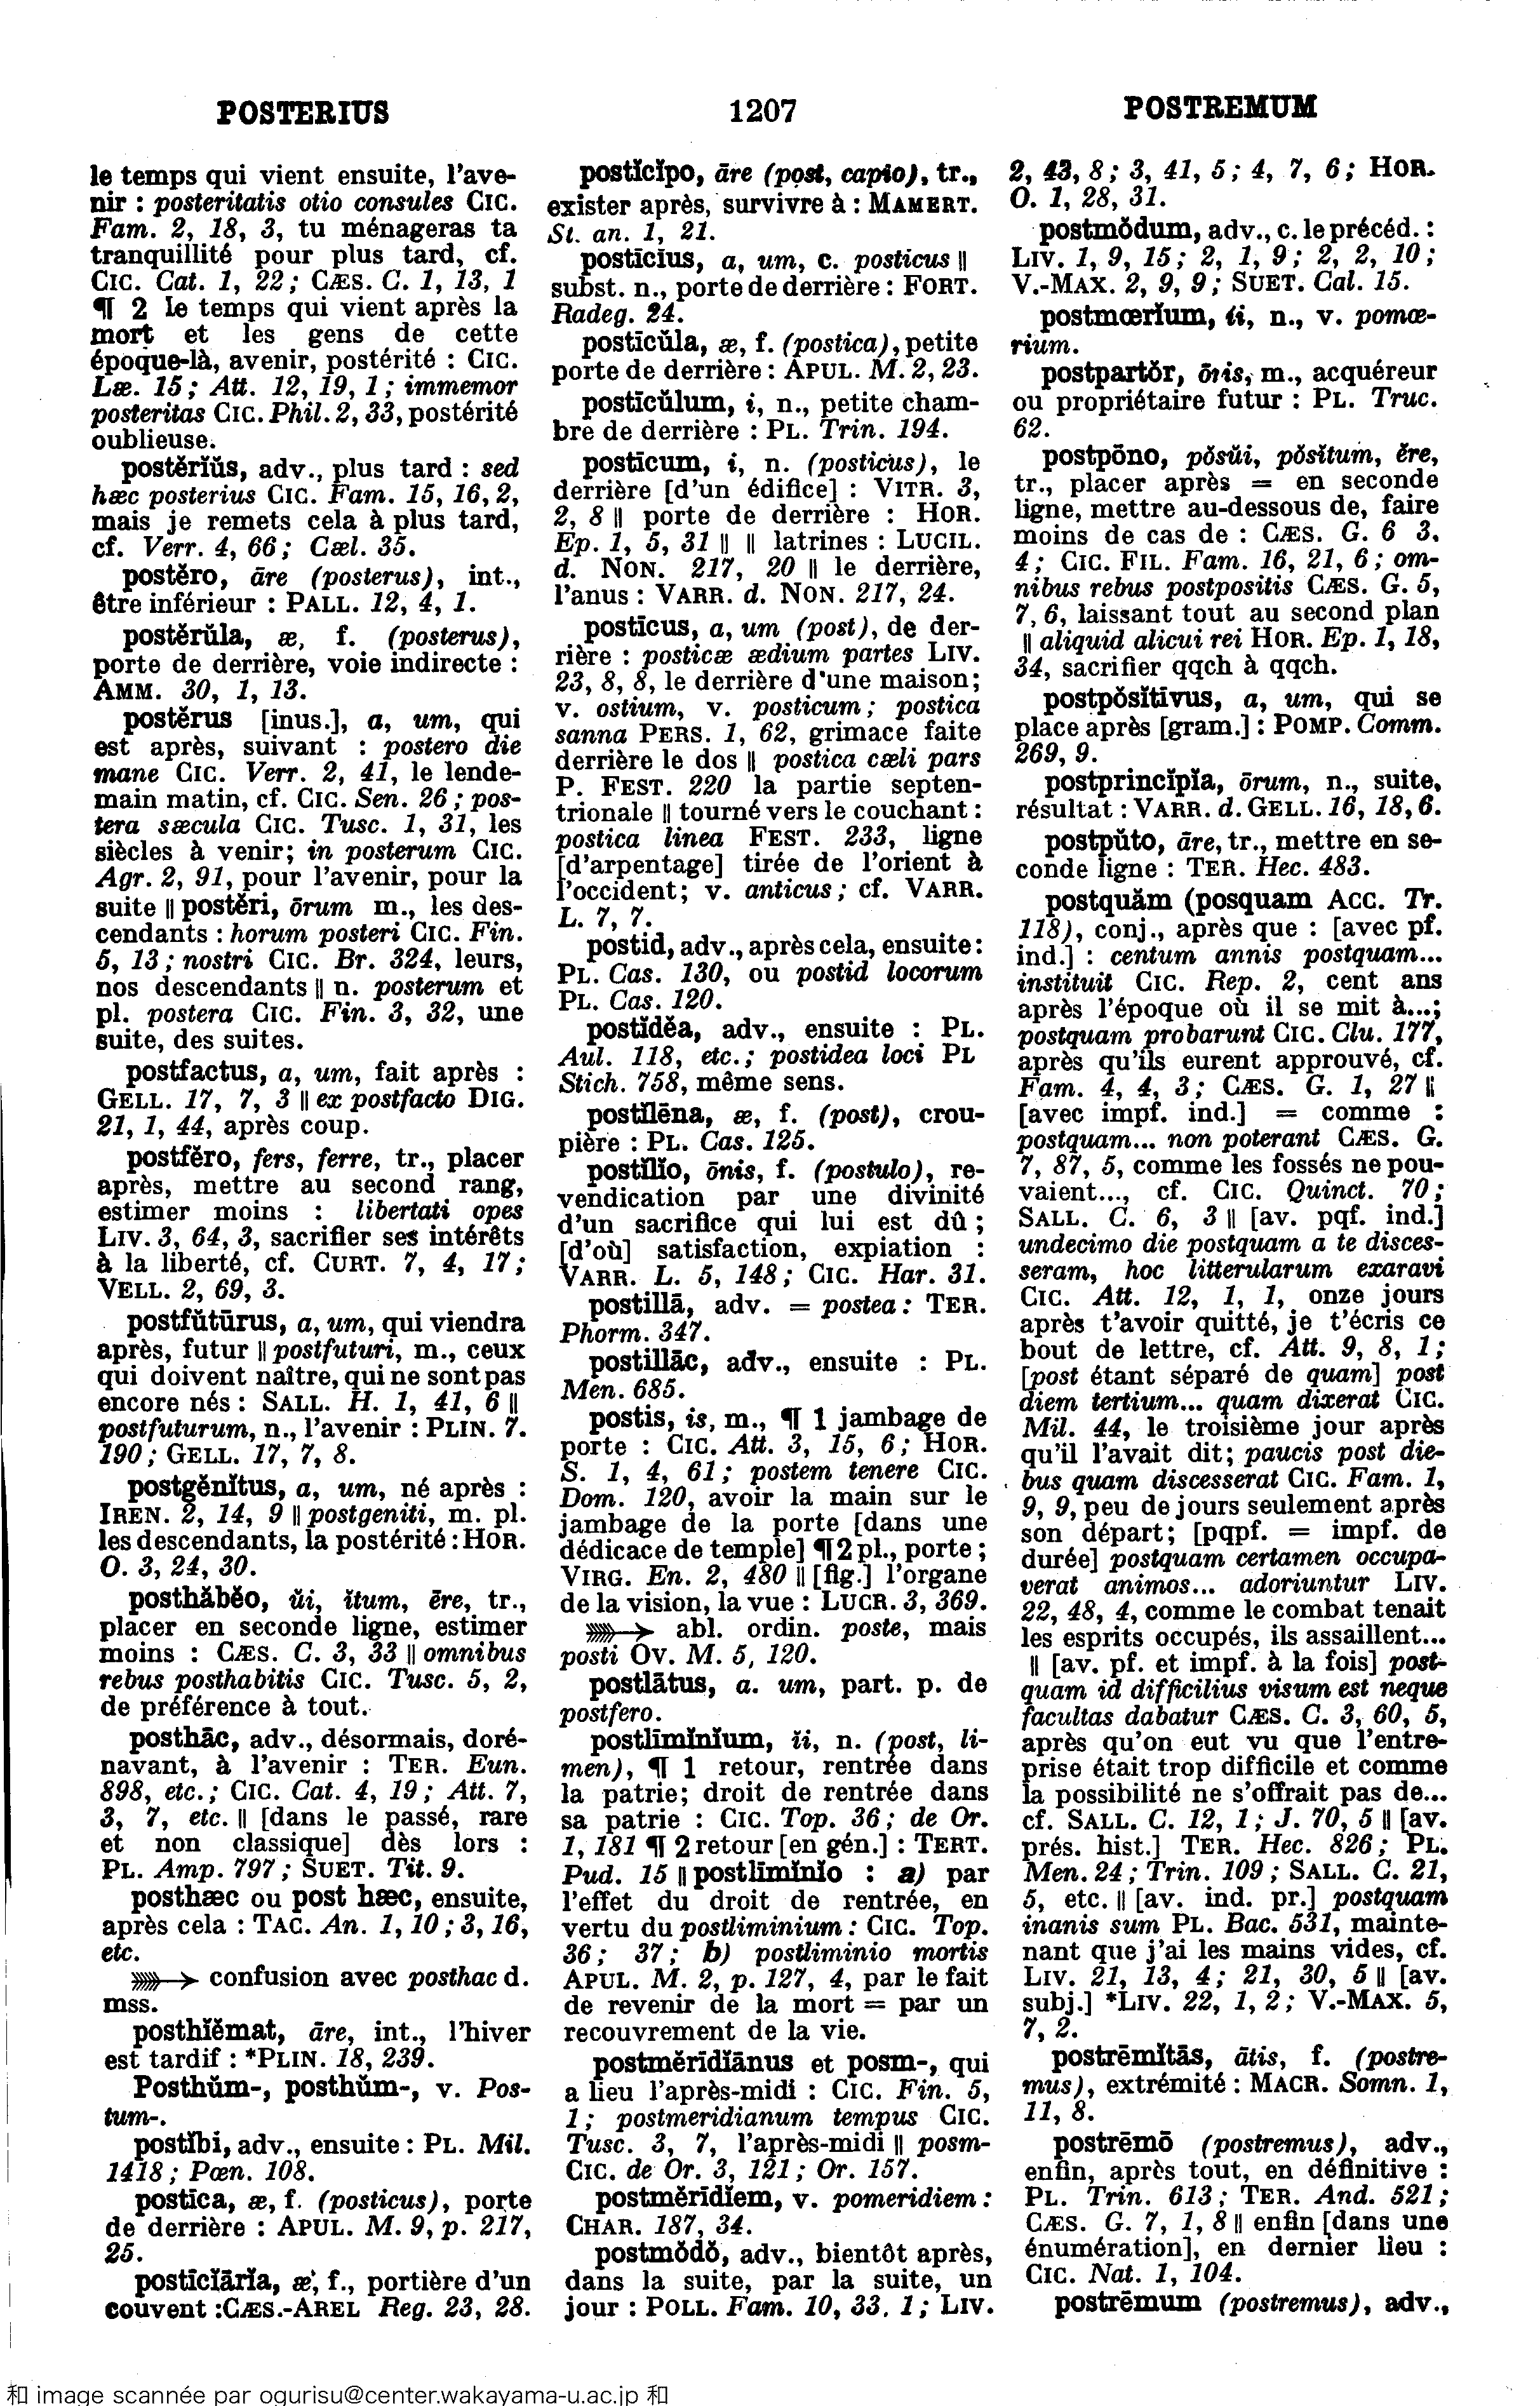 POSTERIUS
1207
POSTREMUM
le temps qui vient ensuite, l'ave-
nir : posteritatis otio consules CIC.
Fam. 2, 18, 3, tu ménageras ta
tranquillité pour plus tard, cf.
CIC. Cat. 1, 22 ; CÆS. C. 1, 13, 1
¶ 2 le temps qui vient après la
mort et les gens de cette
époque-là, avenir, postérité : CIC.
Læ. 15 ; Att. 12, 19, 1 ; immemor
posteritas CIC. Phil. 2, 33, postérité
oublieuse.
postĕrĭŭs, adv., plus tard : sed
hæc posterius CIC. Fam. 15, 16, 2,
mais je remets cela à plus tard,
cf. Verr. 4, 66 ; Cæl. 35.
postĕro, āre (posterus), int.,
être inférieur : PALL. 12, 4, 1.
postĕrŭla, æ, f. (posterus),
porte de derrière, voie indirecte :
AMM. 30, 1, 13.
postĕrus [inus.], a, um, qui
est après, suivant : postero die
mane CIC. Verr. 2, 41, le lende-
main matin, cf. CIC. Sen. 26 ; pos-
tera sæcula CIC. Tusc. 1, 31, les
siècles à venir; in posterum CIC.
Agr. 2, 91, pour l'avenir, pour la
suite || postĕri, ōrum m., les des-
cendants : horum posteri CIC. Fin.
5, 13 ; nostri CIC. Br. 324, leurs,
nos descendants || n. posterum et
pl. postera CIC. Fin. 3, 32, une
suite, des suites.
postfactus, a, um, fait après :
GELL. 17, 7, 3 || ex postfacto DIG.
21, 1, 44, après coup.
postfĕro, fers, ferre, tr., placer
après, mettre au second rang,
estimer moins : libertati opes
LIV. 3, 64, 3, sacrifier ses intérêts
à la liberté, cf. CURT. 7, 4, 17 ;
VELL. 2, 69, 3.
postfŭtūrus, a, um, qui viendra
après, futur || postfuturi, m., ceux
qui doivent naître, qui ne sont pas
encore nés : SALL. H. 1, 41, 6 ||
postfuturum, n., l'avenir : PLIN. 7.
190 ; GELL. 17, 7, 8.
postgĕnĭtus, a, um, né après :
IREN. 2, 14, 9 || postgeniti, m. pl.
les descendants, la postérité : HOR.
O. 3, 24, 30.
posthăbĕo, ŭi, ĭtum, ēre, tr.,
placer en seconde ligne, estimer
moins : CÆS. C. 3, 33 || omnibus
rebus posthabitis CIC. Tusc. 5, 2,
de préférence à tout.
posthāc, adv., désormais, doré-
navant, à l'avenir : TER. Eun.
898, etc. ; CIC. Cat. 4, 19 ; Att. 7,
3, 7, etc. || [dans le passé, rare
et non classique] dès lors :
PL. Amp. 797 ; SUET. Tit. 9.
posthæc ou post hæc, ensuite,
après cela : TAC. An. 1, 10 ; 3, 16,
etc.
⟶ confusion avec posthac d.
mss.
posthĭĕmat, āre, int., l'hiver
est tardif : *PLIN. 18, 239.
Posthŭm-, posthŭm-, v. Pos-
tum-.
postĭbi, adv., ensuite : PL. Mil.
1418 ; Pœn. 108.
postīca, æ, f. (posticus), porte
de derrière : APUL. M. 9, p. 217,
25.
postīcĭārĭa, æ, f., portière d'un
couvent : CÆS.-AREL Reg. 23, 28.
postĭcĭpo, āre (post, capio), tr.,
exister après, survivre à : MAMERT.
St. an. 1, 21.
postīcius, a, um, c. posticus ||
subst. n., porte de derrière : FORT.
Radeg. 24.
postīcŭla, æ, f. (postica), petite
porte de derrière : APUL. M. 2, 23.
postīcŭlum, i, n., petite cham-
bre de derrière : PL. Trin. 194.
postīcum, i, n. (posticus), le
derrière [d'un édifice] : VITR. 3,
2, 8 || porte de derrière : HOR.
Ep. 1, 5, 31 || || latrines : LUCIL.
d. NON. 217, 20 || le derrière,
l'anus : VARR. d. NON. 217, 24.
postīcus, a, um (post), de der-
rière : posticæ ædium partes LIV.
23, 8, 8, le derrière d'une maison;
v. ostium, v. posticum ; postica
sanna PERS. 1, 62, grimace faite
derrière le dos || postica cæli pars
P. FEST. 220 la partie septen-
trionale || tourné vers le couchant :
postica linea FEST. 233, ligne
[d'arpentage] tirée de l'orient à
l'occident; v. anticus ; cf. VARR.
L. 7, 7.
postid, adv., après cela, ensuite :
PL. Cas. 130, ou postid locorum
PL. Cas. 120.
postĭdĕa, adv., ensuite : PL.
Aul. 118, etc. ; postidea loci PL
Stich. 758, même sens.
postĭlēna, æ, f. (post), crou-
pière : PL. Cas. 125.
postĭlĭo, ōnis, f. (postulo), re-
vendication par une divinité
d'un sacrifice qui lui est dû ;
[d'où] satisfaction, expiation :
VARR. L. 5, 148 ; CIC. Har. 31.
postillā, adv. = postea : TER.
Phorm. 347.
postillāc, adv., ensuite : PL.
Men. 685.
postis, is, m., ¶ 1 jambage de
porte : CIC. Att. 3, 15, 6 ; HOR.
S. 1, 4, 61 ; postem tenere CIC.
Dom. 120, avoir la main sur le
jambage de la porte [dans une
dédicace de temple] ¶ 2 pl., porte ;
VIRG. En. 2, 480 || [fig.] l'organe
de la vision, la vue : LUCR. 3, 369.
⟶ abl. ordin. poste, mais
posti OV. M. 5, 120.
postlātus, a. um, part. p. de
postfero.
postlīmĭnĭum, ĭi, n. (post, li-
men), ¶ 1 retour, rentrée dans
la patrie; droit de rentrée dans
sa patrie : CIC. Top. 36 ; de Or.
1, 181 ¶ 2 retour [en gén.] : TERT.
Pud. 15 || postlīmĭnĭo : a) par
l'effet du droit de rentrée, en
vertu du postliminium : CIC. Top.
36 ; 37 ; b) postliminio mortis
APUL. M. 2, p. 127, 4, par le fait
de revenir de la mort = par un
recouvrement de la vie.
postmĕrīdĭānus et posm-, qui
a lieu l'après-midi : CIC. Fin. 5,
1 ; postmeridianum tempus CIC.
Tusc. 3, 7, l'après-midi || posm-
CIC. de Or. 3, 121 ; Or. 157.
postmĕrīdĭem, v. pomeridiem :
CHAR. 187, 34.
postmŏdŏ, adv., bientôt après,
dans la suite, par la suite, un
jour : POLL. Fam. 10, 33. 1 ; LIV.
2, 43, 8 ; 3, 41, 5 ; 4, 7, 6 ; HOR.
O. 1, 28, 31.
postmŏdum, adv., c. le précéd. :
LIV. 1, 9, 15 ; 2, 1, 9 ; 2, 2, 10 ;
V.-MAX. 2, 9, 9 ; SUET. Cal. 15.
postmœrĭum, ĭi, n., v. pomœ-
rium.
postpartŏr, ōris, m., acquéreur
ou propriétaire futur : PL. Truc.
62.
postpōno, pŏsŭi, pŏsĭtum, ĕre,
tr., placer après = en seconde
ligne, mettre au-dessous de, faire
moins de cas de : CÆS. G. 6 3.
4 ; CIC. FIL. Fam. 16, 21, 6 ; om-
nibus rebus postpositis CÆS. G. 5,
7, 6, laissant tout au second plan
|| aliquid alicui rei HOR. Ep. 1, 18,
34, sacrifier qqch à qqch.
postpŏsĭtīvus, a, um, qui se
place après [gram.] : POMP. Comm.
269, 9.
postprincĭpĭa, ōrum, n., suite,
résultat : VARR. d. GELL. 16, 18, 6.
postpŭto, āre, tr., mettre en se-
conde ligne : TER. Hec. 483.
postquăm (posquam ACC. Tr.
118), conj., après que : [avec pf.
ind.] : centum annis postquam...
instituit CIC. Rep. 2, cent ans
après l'époque où il se mit à...;
postquam probarunt CIC. Clu. 177,
après qu'ils eurent approuvé, cf.
Fam. 4, 4, 3 ; CÆS. G. 1, 27 ||
[avec impf. ind.] = comme :
postquam... non poterant CÆS. G.
7, 87, 5, comme les fossés ne pou-
vaient..., cf. CIC. Quinct. 70 ;
SALL. C. 6, 3 || [av. pqf. ind.]
undecimo die postquam a te disces-
seram, hoc litterularum exaravi
CIC. Att. 12, 1, 1, onze jours
après t'avoir quitté, je t'écris ce
bout de lettre, cf. Att. 9, 8, 1 ;
[post étant séparé de quam] post
diem tertium... quam dixerat CIC.
Mil. 44, le troisième jour après
qu'il l'avait dit; paucis post die-
bus quam discesserat CIC. Fam. 1,
9, 9, peu de jours seulement après
son départ; [pqpf. = impf. de
durée] postquam certamen occupa-
verat animos... adoriuntur LIV.
22, 48, 4, comme le combat tenait
les esprits occupés, ils assaillent...
|| [av. pf. et impf. à la fois] post-
quam id difficilius visum est neque
facultas dabatur CÆS. C. 3, 60, 5,
après qu'on eut vu que l'entre-
prise était trop difficile et comme
la possibilité ne s'offrait pas de...
cf. SALL. C. 12, 1 ; J. 70, 5 || [av.
prés. hist.] TER. Hec. 826 ; PL.
Men. 24 ; Trin. 109 ; SALL. C. 21,
5, etc. || [av. ind. pr.] postquam
inanis sum PL. Bac. 531, mainte-
nant que j'ai les mains vides, cf.
LIV. 21, 13, 4 ; 21, 30, 5 || [av.
subj.] *LIV. 22, 1, 2 ; V.-MAX. 5,
7, 2.
postrēmĭtās, ātis, f. (postre-
mus), extrémité : MACR. Somn. 1,
11, 8.
postrēmō (postremus), adv.,
enfin, après tout, en définitive :
PL. Trin. 613 ; TER. And. 521 ;
CÆS. G. 7, 1, 8 || enfin [dans une
énumération], en dernier lieu :
CIC. Nat. 1, 104.
postrēmum (postremus), adv.,
和 image scannée par ogurisu@center.wakayama-u.ac.jp 和